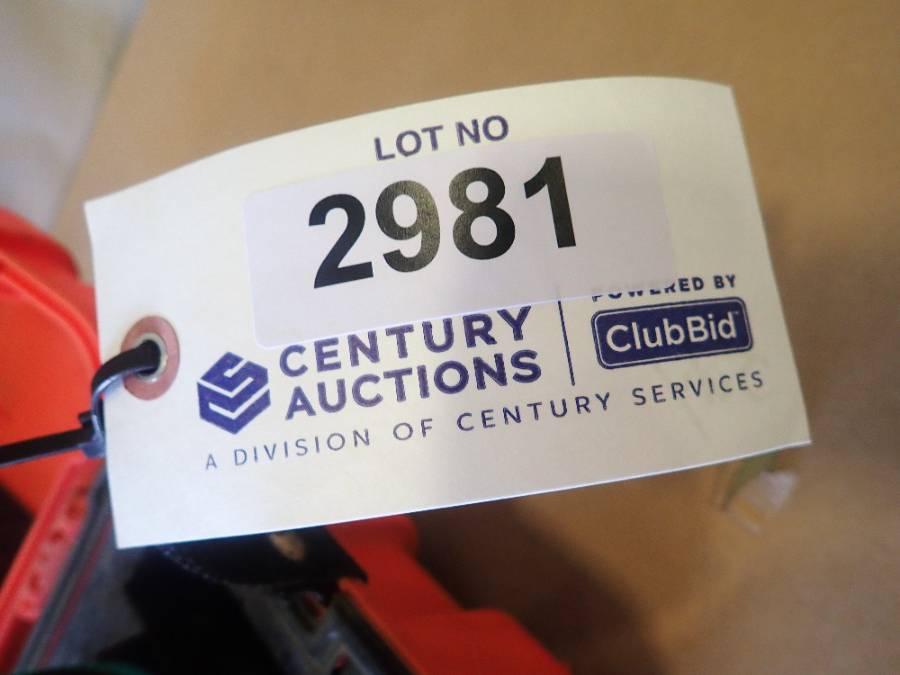 LOT NO
2981
CENTURY
AUCTIONS
POWERED BY
ClubBid
A DIVISION OF CENTURY SERVICES